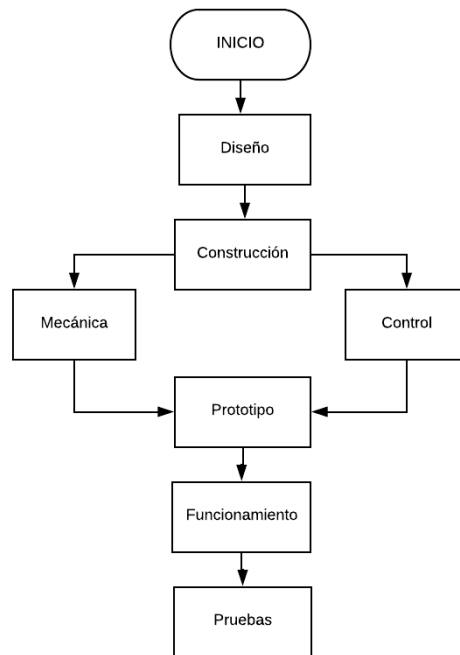 INICIO
Diseño
Construcción
Mecánica
Control
Prototipo
Funcionamiento
Pruebas